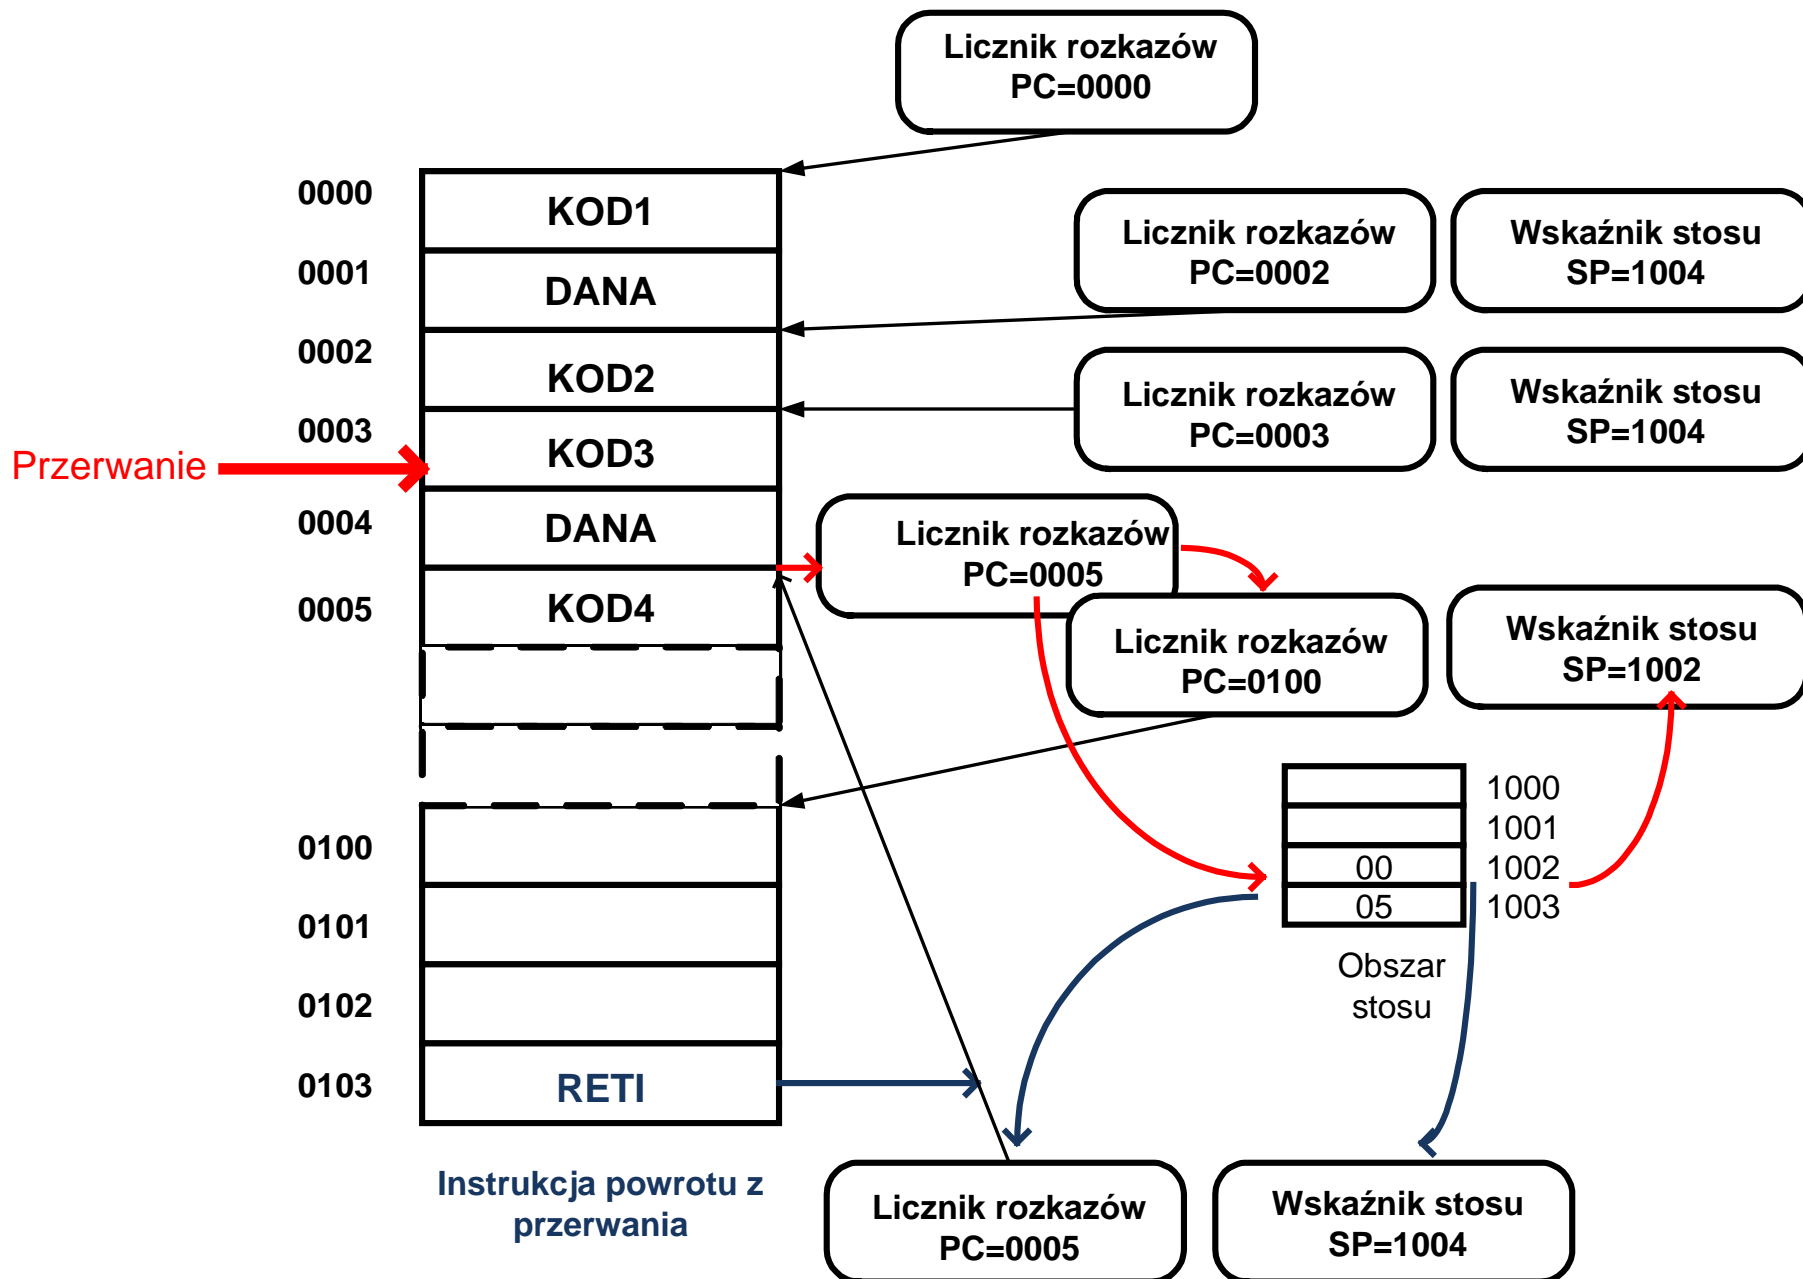 Licznik rozkazów
PC=0000
0000
KOD1
0001
DANA
Licznik rozkazów
PC=0002
Wskaźnik stosu
SP=1004
0002
KOD2
Licznik rozkazów
PC=0003
Wskaźnik stosu
SP=1004
0003
KOD3
Przerwanie
0004
DANA
Licznik rozkazów
PC=0005
0005
KOD4
Licznik rozkazów
PC=0100
Wskaźnik stosu
SP=1002
1000
1001
00
1002
05
1003
Obszar
stosu
0100
0101
0102
0103
RETI
Instrukcja powrotu z
przerwania
Licznik rozkazów
PC=0005
Wskaźnik stosu
SP=1004